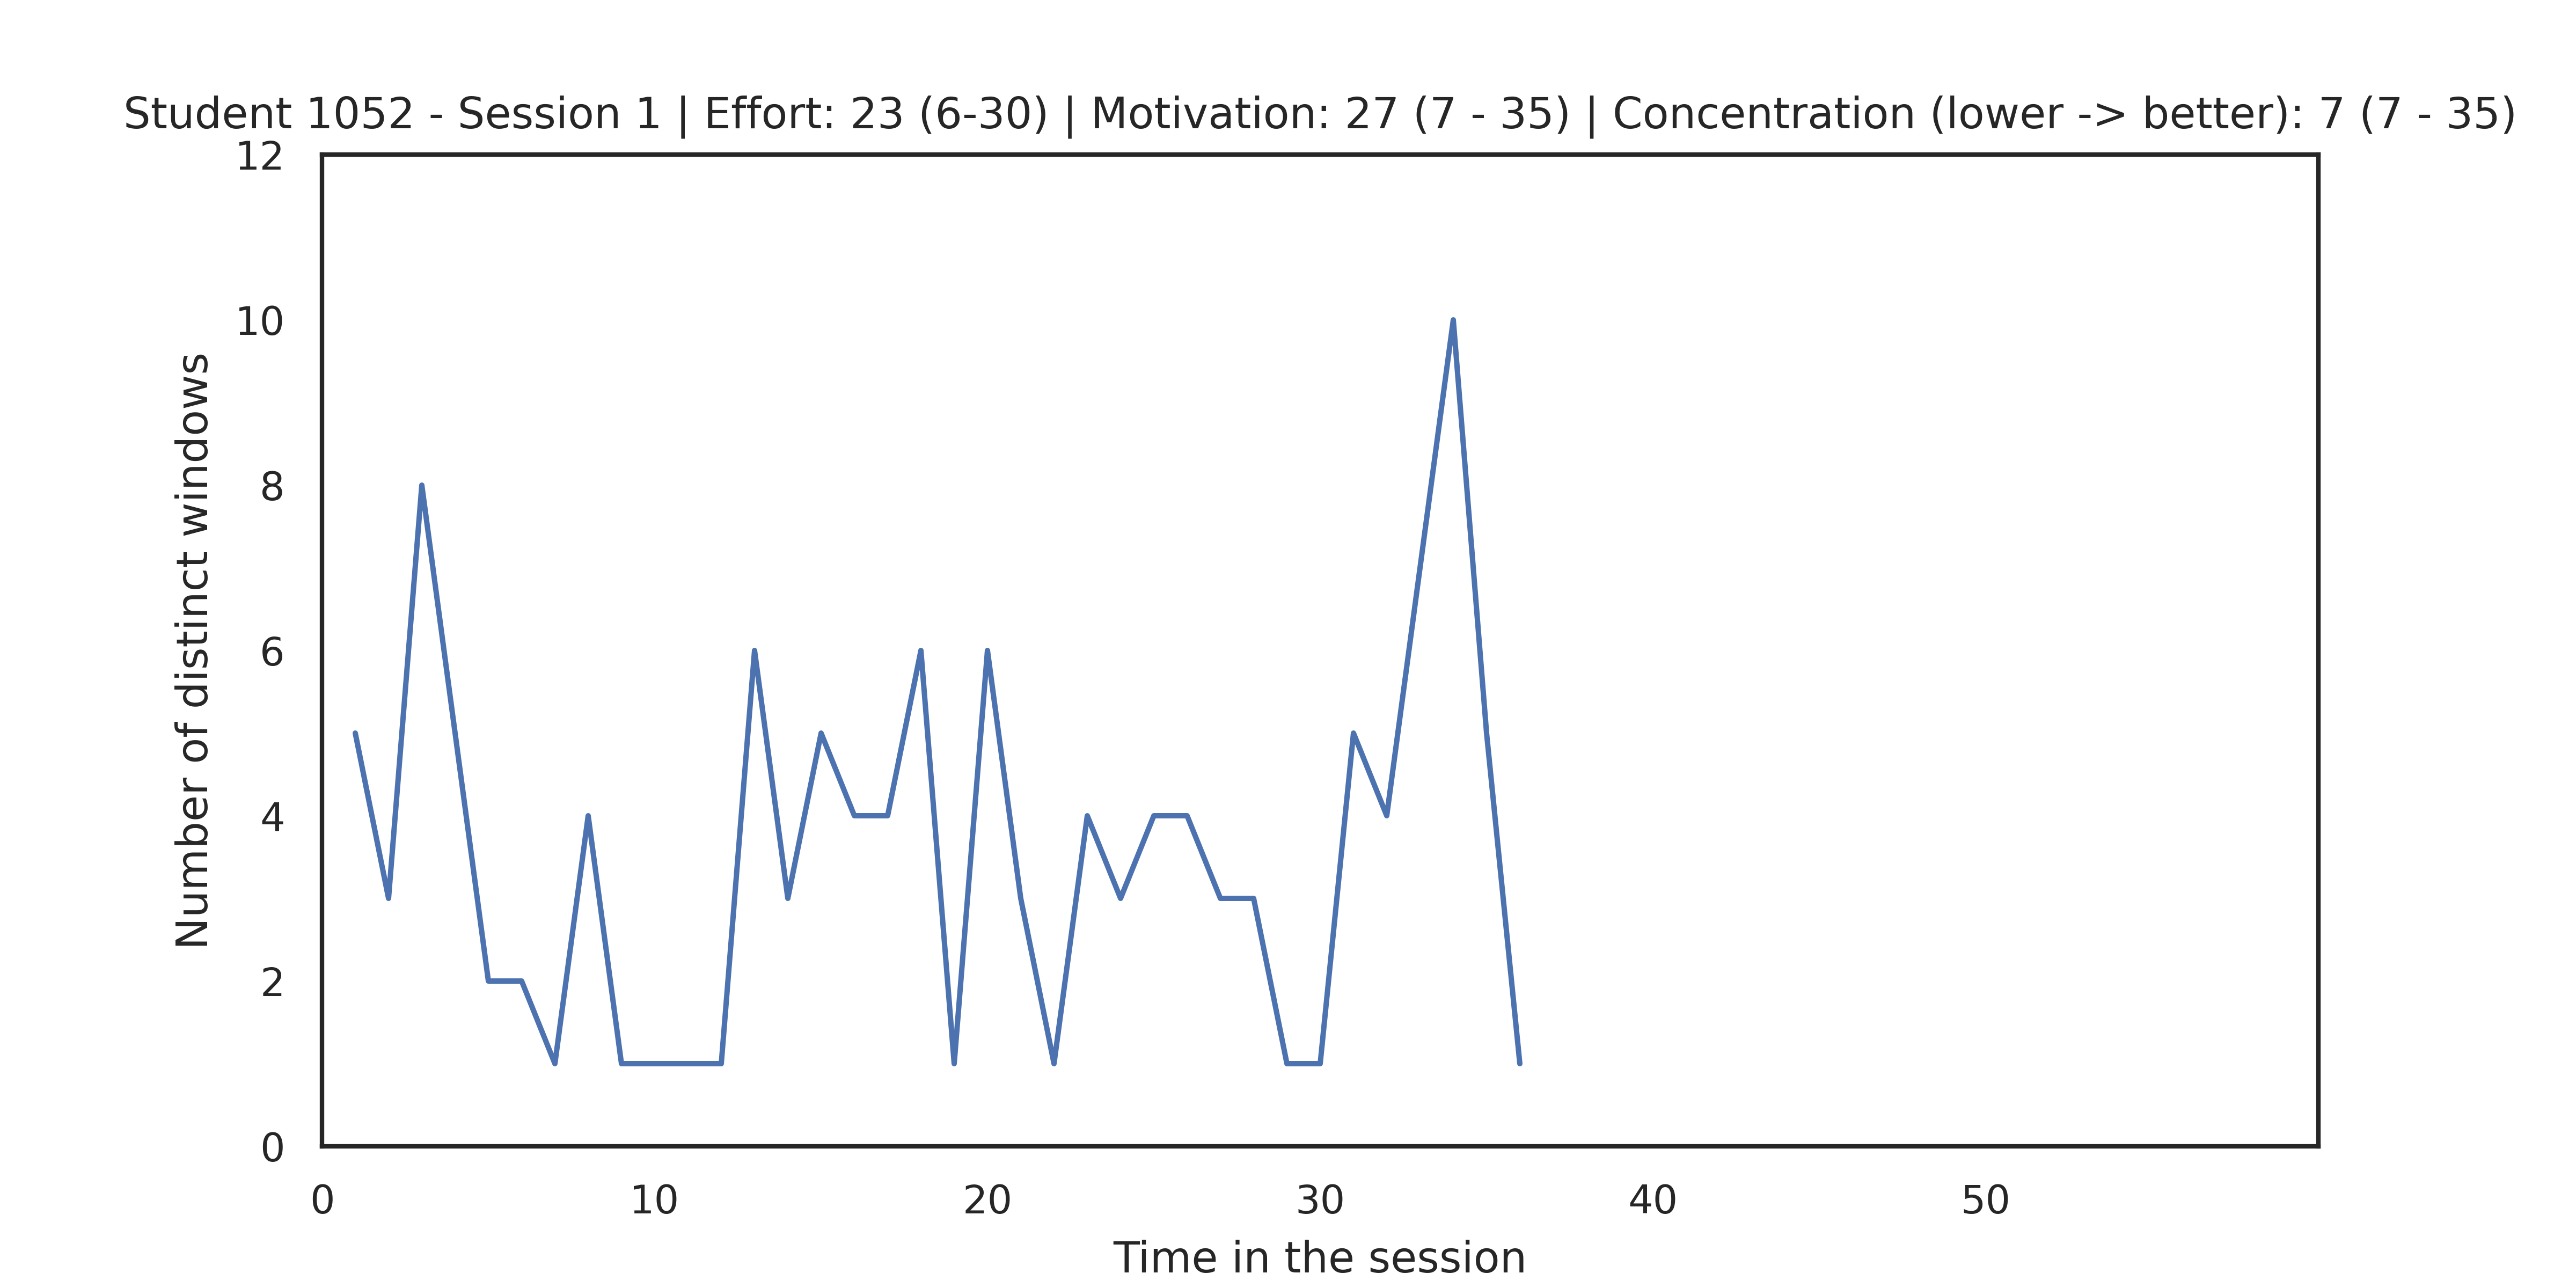 Student 1052 - Session 1 | Effort: 23 (6-30) | Motivation: 27 (7 - 35) | Concentration (lower -> better): 7 (7 - 35)
12
10
8
6
4
2
0
Number of distinct windows
0 10 20 30 40 50
Time in the session